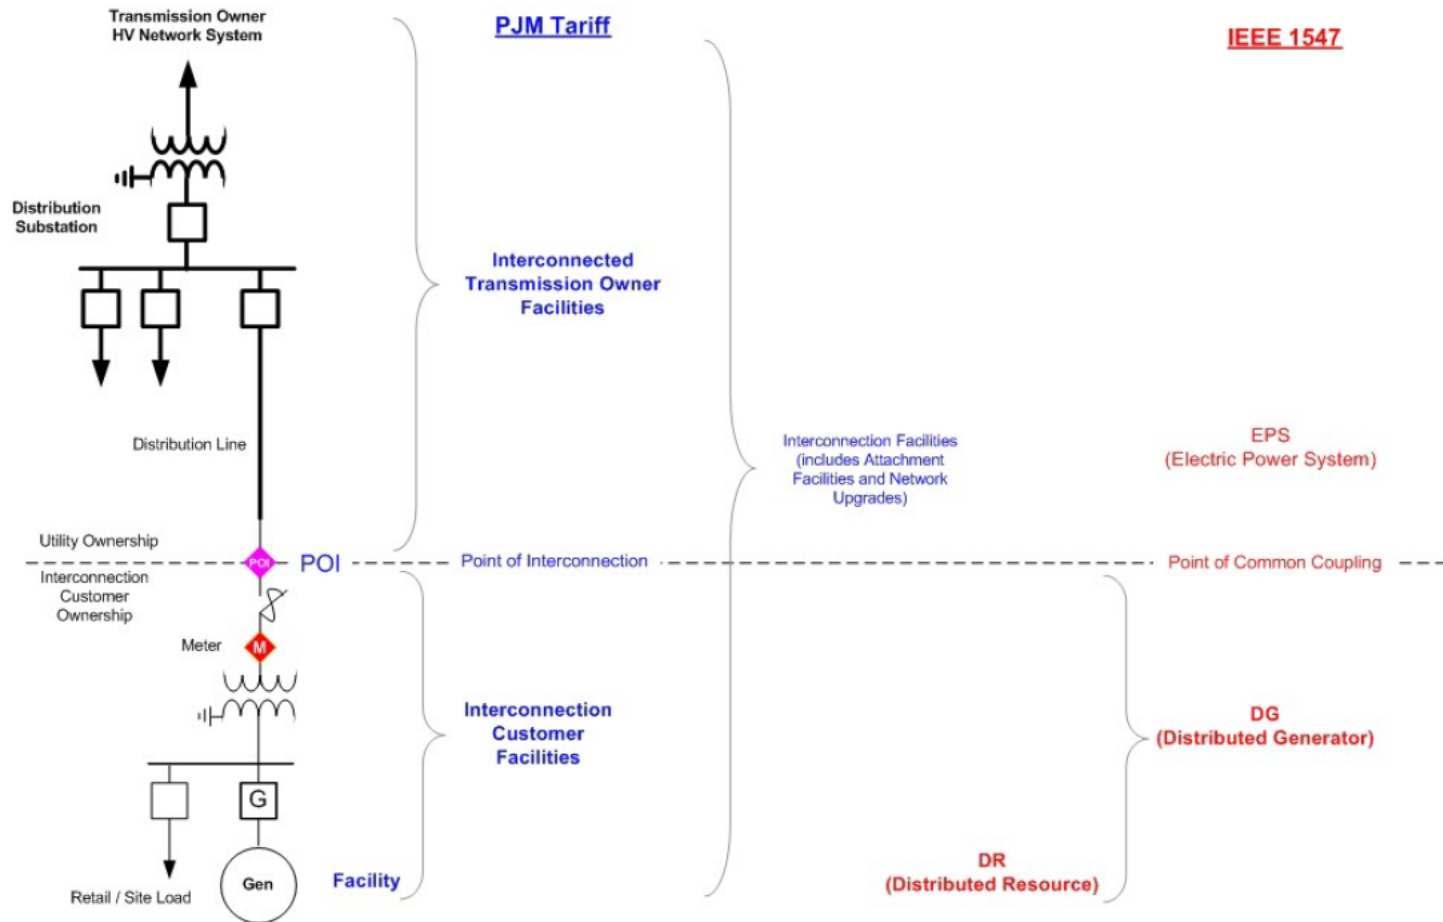 Transmission Owner
HV Network System
PJM Tariff
IEEE 1547
Distribution
Substation
Interconnected
Transmission Owner
Facilities
Distribution Line
Interconnection Facilities
(includes Attachment
Facilities and Network
Upgrades)
EPS
(Electric Power System)
Utility Ownership
POI
POI
Point of Interconnection
Point of Common Coupling
Interconnection
Customer
Ownership
Meter
M
Interconnection
Customer
Facilities
DG
(Distributed Generator)
G
Gen
Facility
Retail / Site Load
DR
(Distributed Resource)